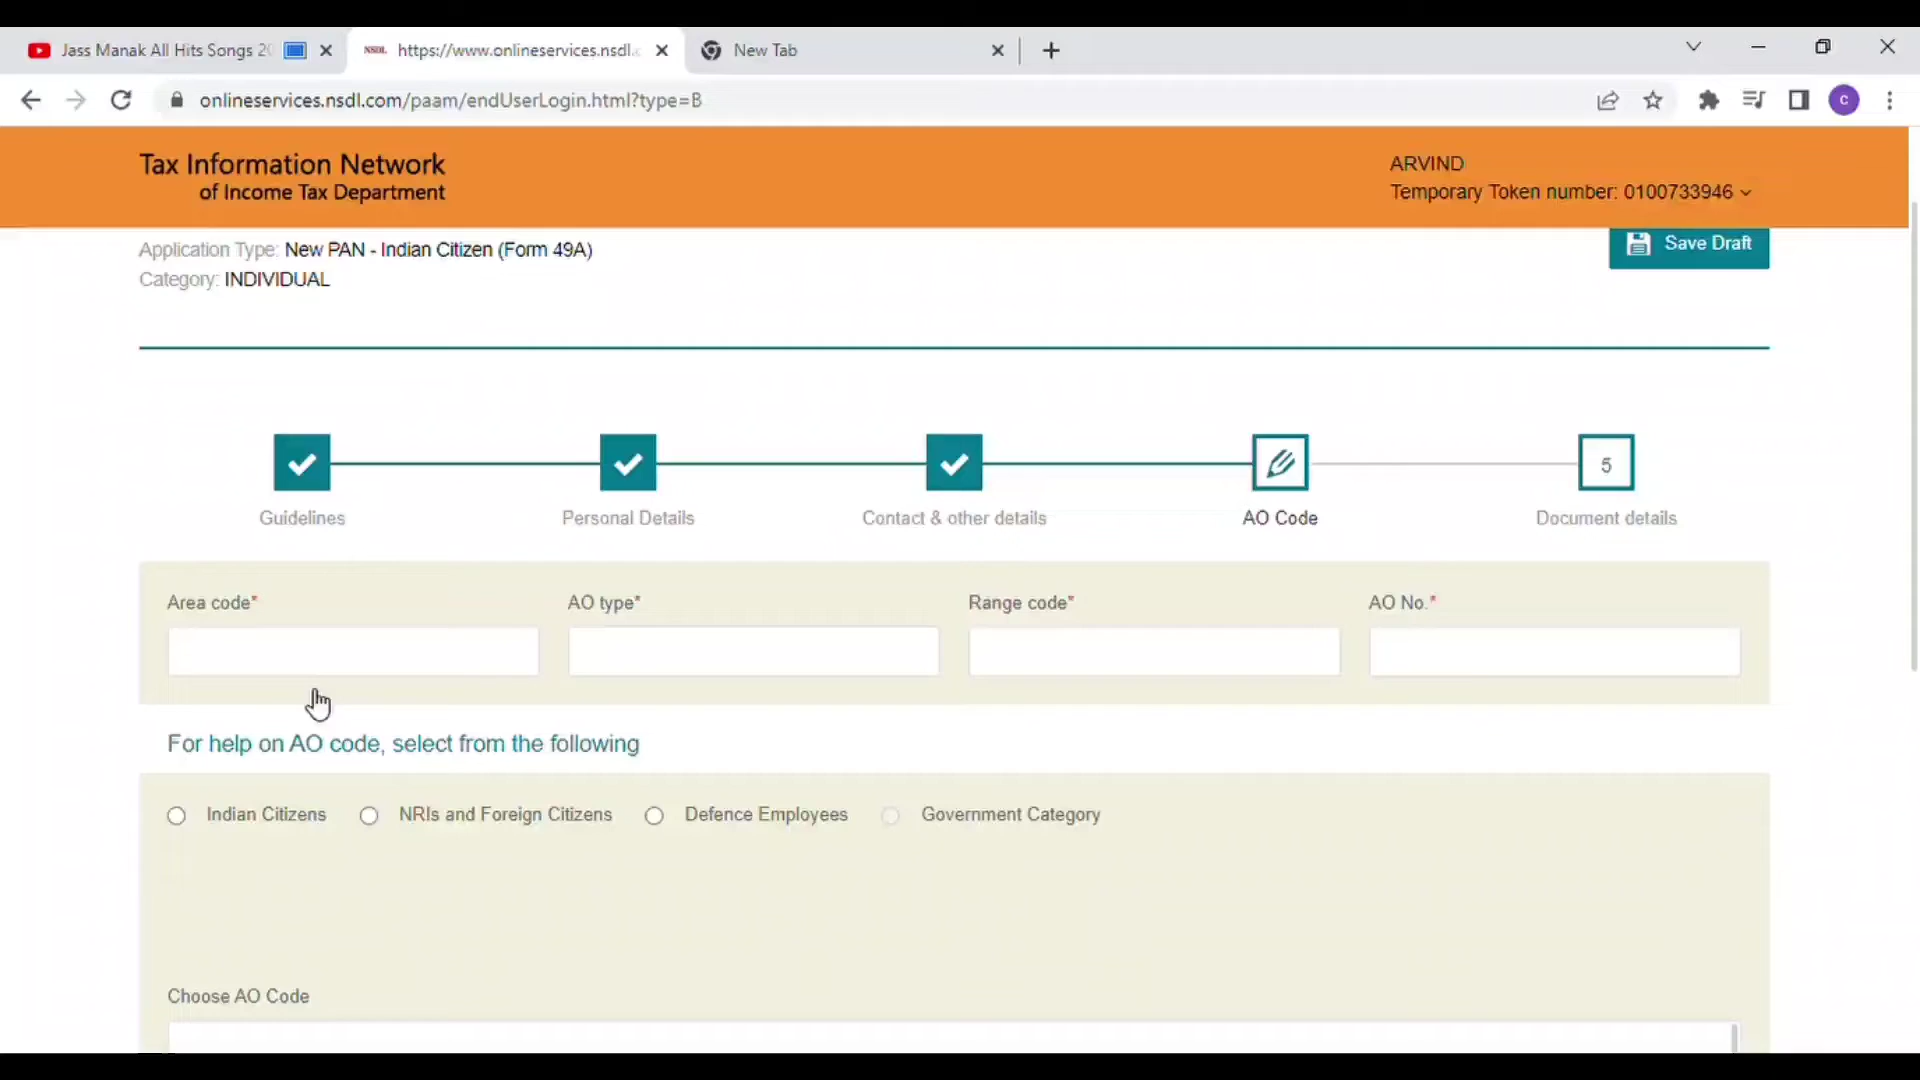 Jass Manak All Hits Songs 20
NSDL https://www.onlineservices.nsdl.c
New Tab
onlineservices.nsdl.com/paam/endUserLogin.html?type=B
C
Tax Information Network
of Income Tax Department
ARVIND
Temporary Token number: 0100733946
Application Type: New PAN - Indian Citizen (Form 49A)
Category: INDIVIDUAL
Save Draft
5
Guidelines
Personal Details
Contact & other details
AO Code
Document details
Area code*
AO type*
Range code*
AO No.*
For help on AO code, select from the following
Indian Citizens
NRIs and Foreign Citizens
Defence Employees
Government Category
Choose AO Code